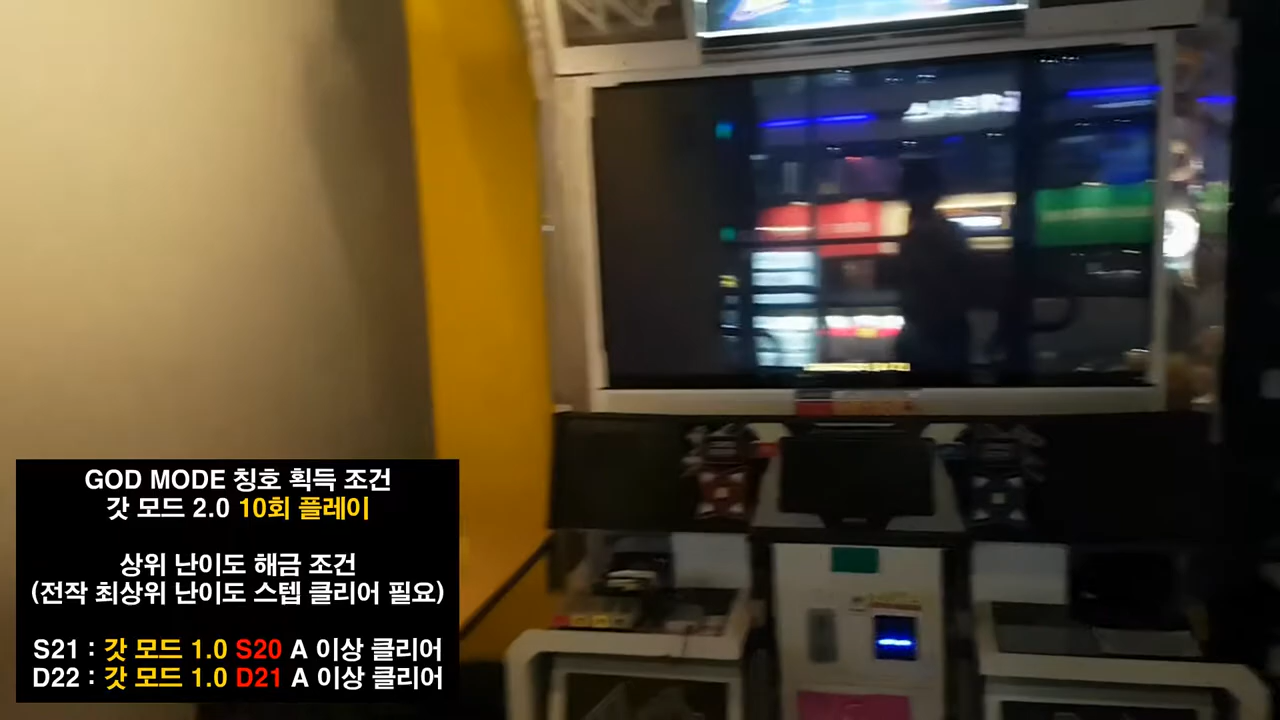 GOD MODE 칭호 획득 조건
갓 모드 2.0 10회 플레이
상위 난이도 해금 조건
(전작 최상위 난이도 스텝 클리어 필요)
S21 : 갓 모드 1.0 S20 A 이상 클리어
D22 : 갓 모드 1.0 D21 A 이상 클리어